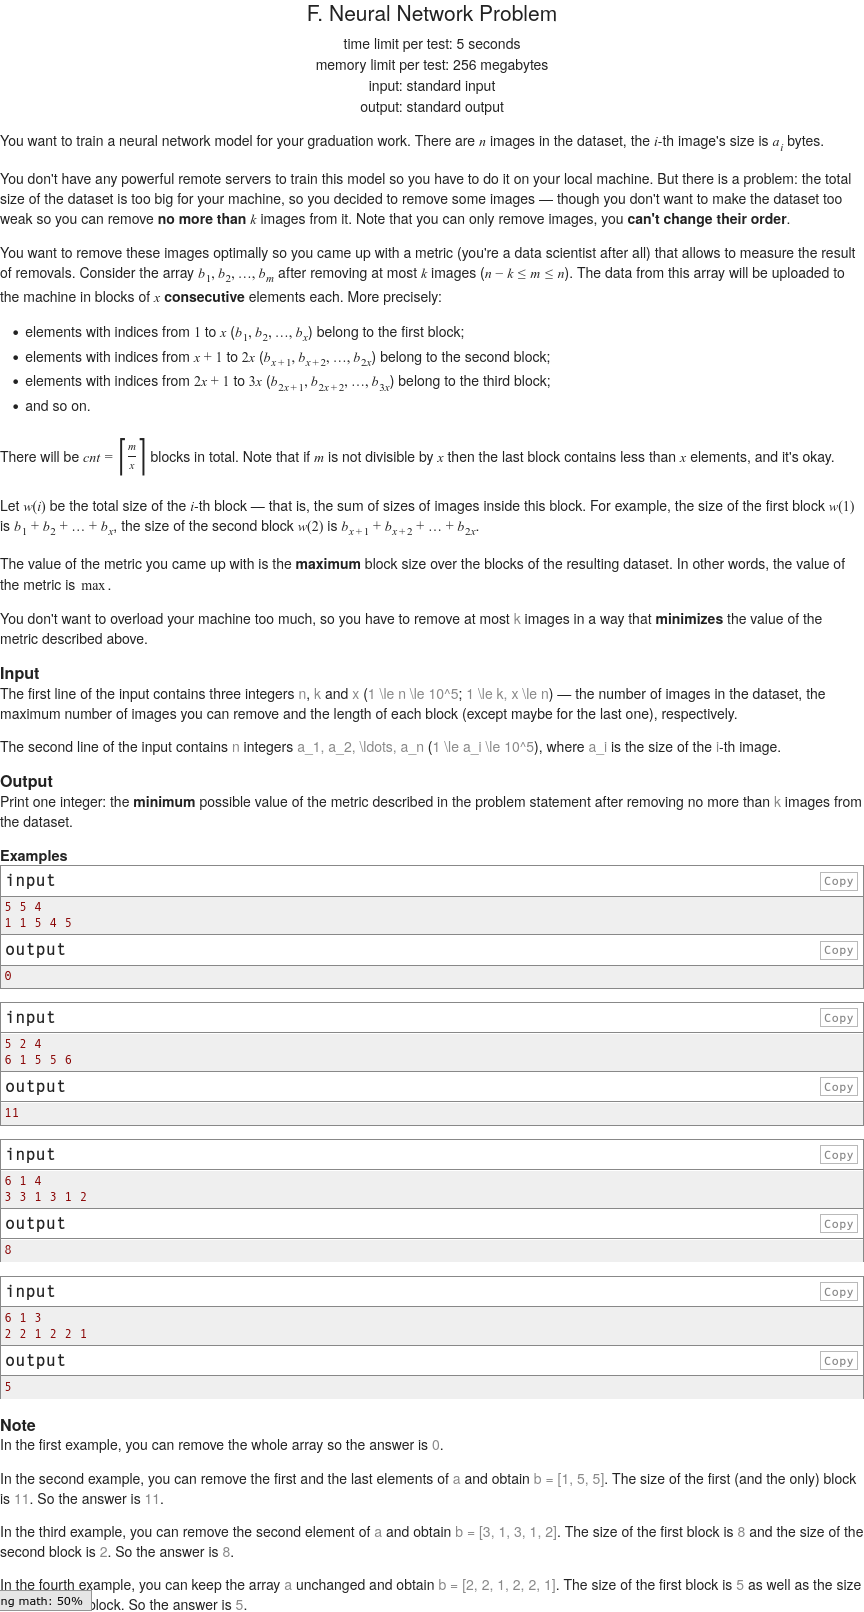 F. Neural Network Problem
time limit per test: 5 seconds
memory limit per test: 256 megabytes
input: standard input
output: standard output
You want to train a neural network model for your graduation work. There are n images in the dataset, the i-th image's size is a_i bytes.
You don't have any powerful remote servers to train this model so you have to do it on your local machine. But there is a problem: the total
size of the dataset is too big for your machine, so you decided to remove some images — though you don't want to make the dataset too
weak so you can remove no more than k images from it. Note that you can only remove images, you can't change their order.
You want to remove these images optimally so you came up with a metric (you're a data scientist after all) that allows to measure the result
of removals. Consider the array b_1, b_2, …, b_m after removing at most k images (n − k ≤ m ≤ n). The data from this array will be uploaded to
the machine in blocks of x consecutive elements each. More precisely:
• elements with indices from 1 to x (b_1, b_2, …, b_x) belong to the first block;
• elements with indices from x + 1 to 2x (b_{x+1}, b_{x+2}, …, b_{2x}) belong to the second block;
• elements with indices from 2x + 1 to 3x (b_{2x+1}, b_{2x+2}, …, b_{3x}) belong to the third block;
• and so on.
There will be cnt = ⌈m/x⌉ blocks in total. Note that if m is not divisible by x then the last block contains less than x elements, and it's okay.
Let w(i) be the total size of the i-th block — that is, the sum of sizes of images inside this block. For example, the size of the first block w(1)
is b_1 + b_2 + … + b_x, the size of the second block w(2) is b_{x+1} + b_{x+2} + … + b_{2x}.
The value of the metric you came up with is the maximum block size over the blocks of the resulting dataset. In other words, the value of
the metric is max.
You don't want to overload your machine too much, so you have to remove at most k images in a way that minimizes the value of the
metric described above.
Input
The first line of the input contains three integers n, k and x (1 \le n \le 10^5; 1 \le k, x \le n) — the number of images in the dataset, the
maximum number of images you can remove and the length of each block (except maybe for the last one), respectively.
The second line of the input contains n integers a_1, a_2, \ldots, a_n (1 \le a_i \le 10^5), where a_i is the size of the i-th image.
Output
Print one integer: the minimum possible value of the metric described in the problem statement after removing no more than k images from
the dataset.
Examples
input Copy
5 5 4
1 1 5 4 5
output Copy
0
input Copy
5 2 4
6 1 5 5 6
output Copy
11
input Copy
6 1 4
3 3 1 3 1 2
output Copy
8
input Copy
6 1 3
2 2 1 2 2 1
output Copy
5
Note
In the first example, you can remove the whole array so the answer is 0.
In the second example, you can remove the first and the last elements of a and obtain b = [1, 5, 5]. The size of the first (and the only) block
is 11. So the answer is 11.
In the third example, you can remove the second element of a and obtain b = [3, 1, 3, 1, 2]. The size of the first block is 8 and the size of the
second block is 2. So the answer is 8.
In the fourth example, you can keep the array a unchanged and obtain b = [2, 2, 1, 2, 2, 1]. The size of the first block is 5 as well as the size
ng math: 50% block. So the answer is 5.